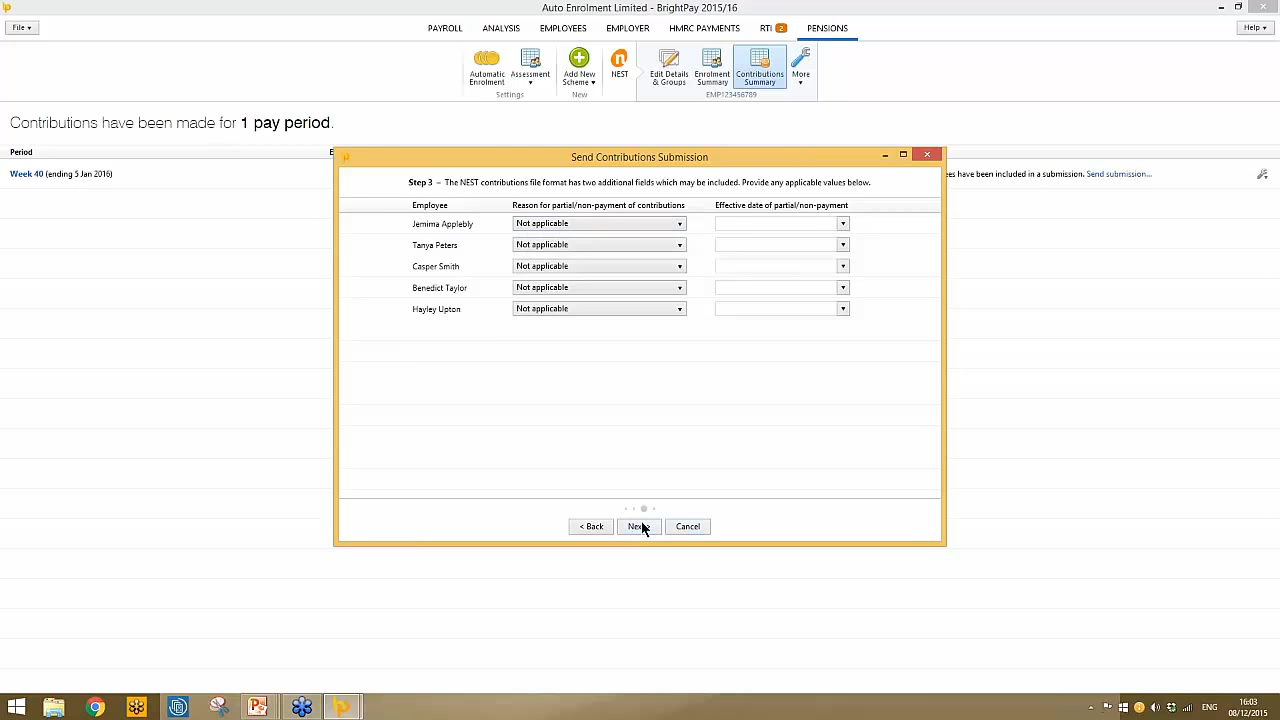 Auto Enrolment Limited - BrightPay 2015/16
File
PAYROLL ANALYSIS EMPLOYEES EMPLOYER HMRC PAYMENTS RTI 2 PENSIONS
Help
Automatic Enrolment
Assessment
Add New Scheme
NEST
Edit Details & Groups
Enrolment Summary
Contributions Summary
More
Settings
New
EMP123456789
Contributions have been made for 1 pay period.
Period
Week 40 (ending 5 Jan 2016)
ees have been included in a submission. Send submission...
Send Contributions Submission
Step 3 – The NEST contributions file format has two additional fields which may be included. Provide any applicable values below.
Employee Reason for partial/non-payment of contributions Effective date of partial/non-payment
Jemima Applebly Not applicable
Tanya Peters Not applicable
Casper Smith Not applicable
Benedict Taylor Not applicable
Hayley Upton Not applicable
< Back Cancel
ENG
16:03
08/12/2015